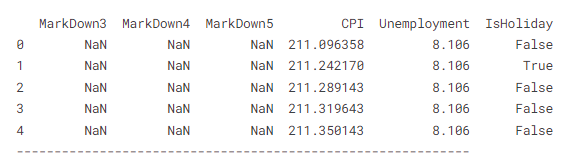 MarkDown3 MarkDown4 MarkDown5 CPI Unemployment IsHoliday
0 NaN NaN NaN 211.096358 8.106 False
1 NaN NaN NaN 211.242170 8.106 True
2 NaN NaN NaN 211.289143 8.106 False
3 NaN NaN NaN 211.319643 8.106 False
4 NaN NaN NaN 211.350143 8.106 False
------------------------------------------------------------